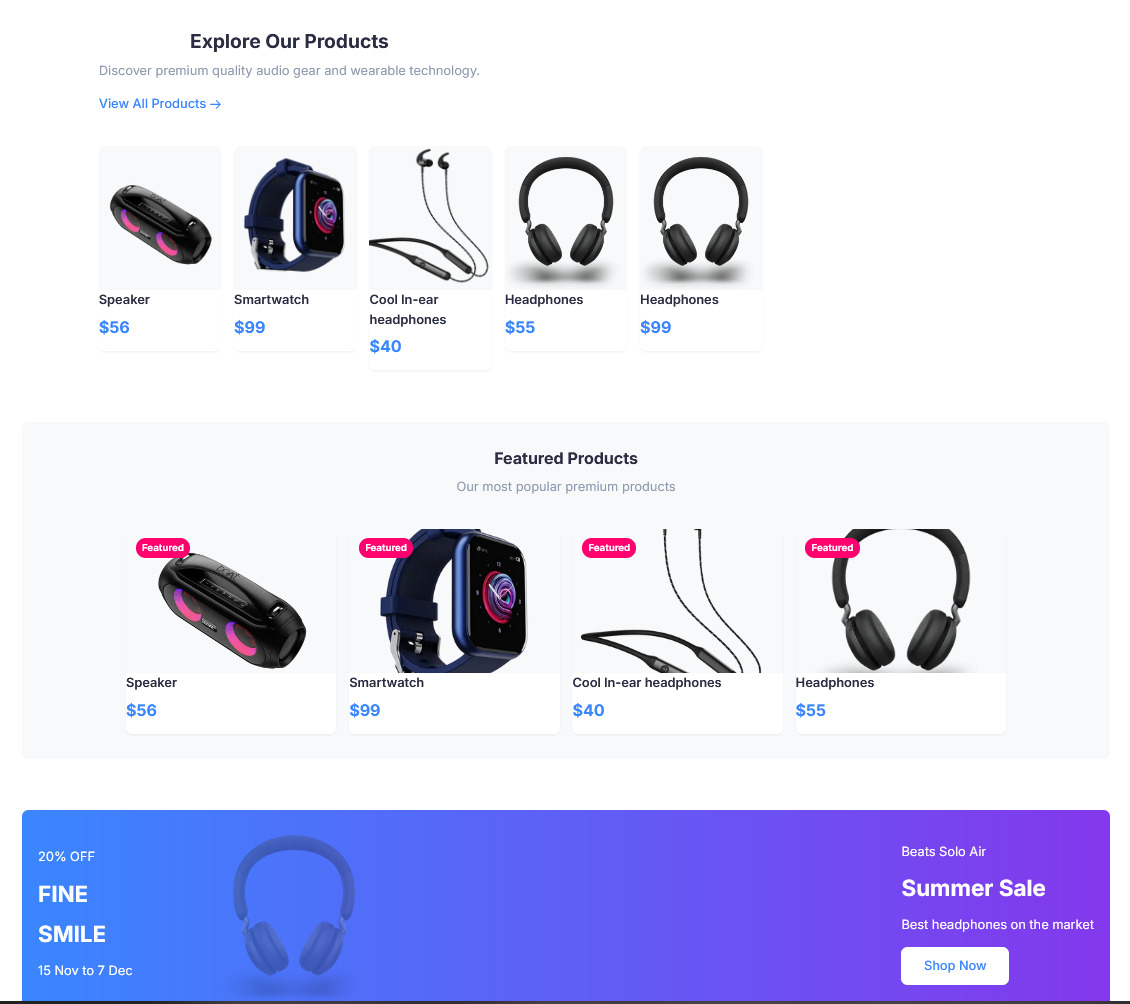 Explore Our Products
Discover premium quality audio gear and wearable technology.
View All Products →
Speaker
$56
Smartwatch
$99
Cool In-ear
headphones
$40
Headphones
$55
Headphones
$99
Featured Products
Our most popular premium products
Featured
Speaker
$56
Featured
Smartwatch
$99
Featured
Cool In-ear headphones
$40
Featured
Headphones
$55
20% OFF
FINE
SMILE
15 Nov to 7 Dec
Beats Solo Air
Summer Sale
Best headphones on the market
Shop Now